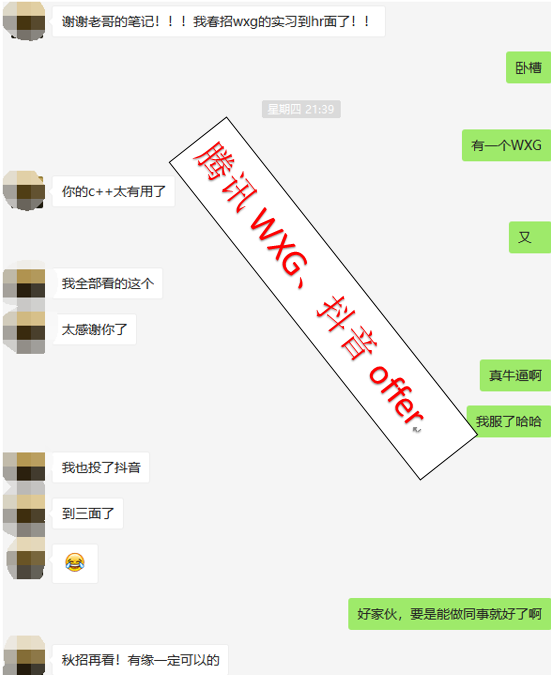 谢谢老哥的笔记！！！我春招wxg的实习到hr面了！！
卧槽
星期四 21:39
有一个WXG
你的c++太有用了
又
我全部看的这个
太感谢你了
腾讯 WXG、抖音 offer
真牛逼啊
我服了哈哈
我也投了抖音
到三面了
好家伙，要是能做同事就好了啊
秋招再看！有缘一定可以的